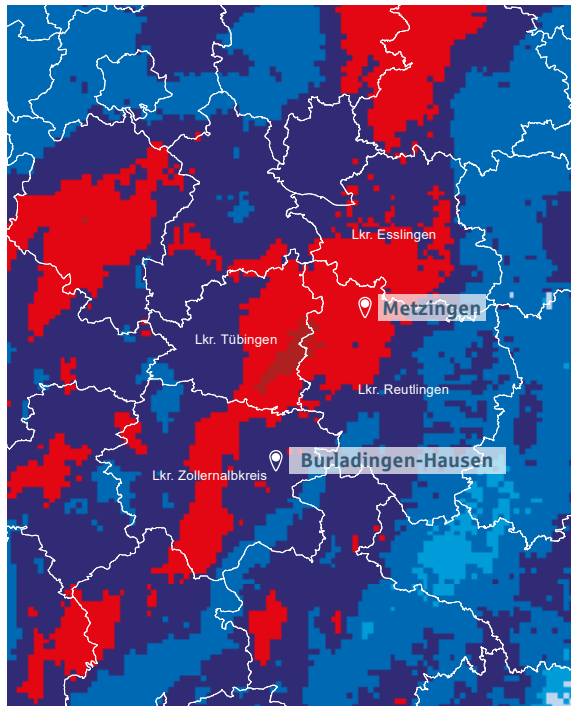 Lkr. Esslingen
Metzingen
Lkr. Tübingen
Lkr. Reutlingen
Burladingen-Hausen
Lkr. Zollernalbkreis